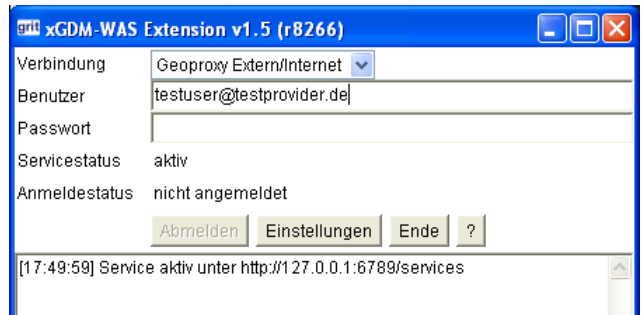 grit xGDM-WAS Extension v1.5 (r8266)
Verbindung Geoproxy Extern/Internet
Benutzer testuser@testprovider.de
Passwort
Servicestatus aktiv
Anmeldestatus nicht angemeldet
Abmelden Einstellungen Ende ?
[17:49:59] Service aktiv unter http://127.0.0.1:6789/services